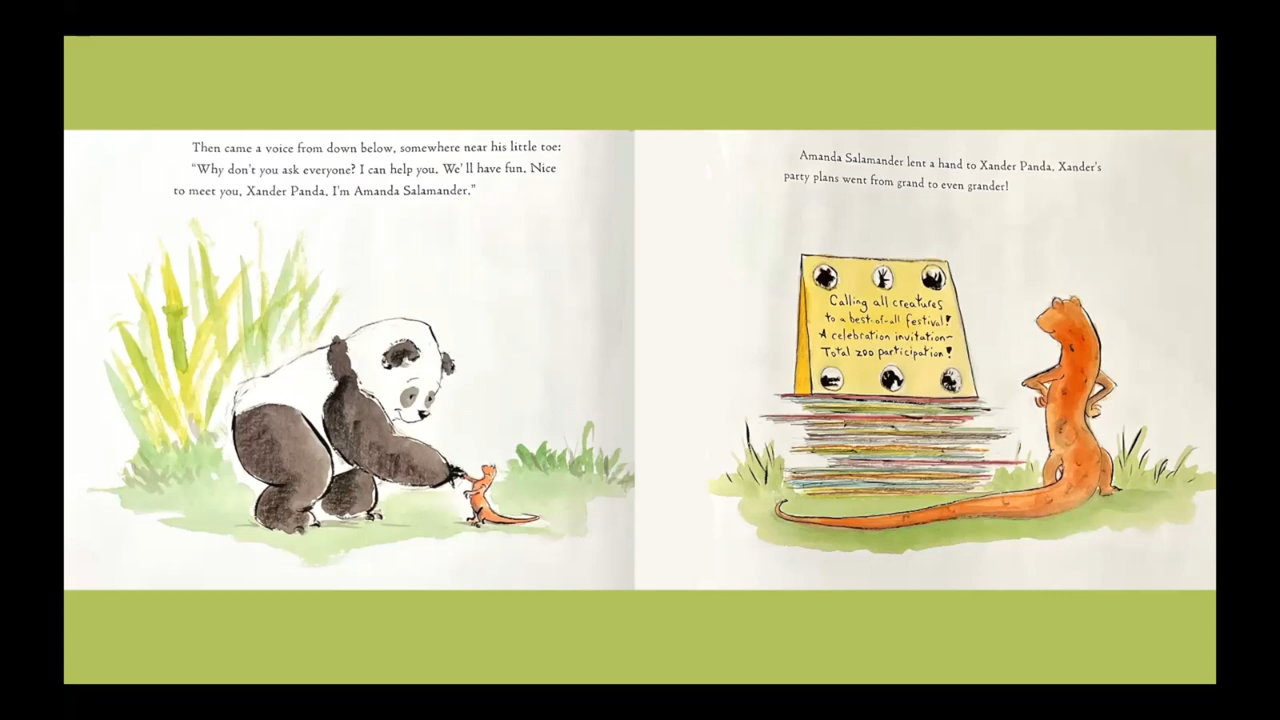 Then came a voice from down below, somewhere near his little toe:
"Why don't you ask everyone? I can help you. We'll have fun. Nice
to meet you, Xander Panda. I'm Amanda Salamander."
Amanda Salamander lent a hand to Xander Panda. Xander's
party plans went from grand to even grander!
Calling all creatures
to a best-of-all festival!
A celebration invitation—
Total zoo participation!